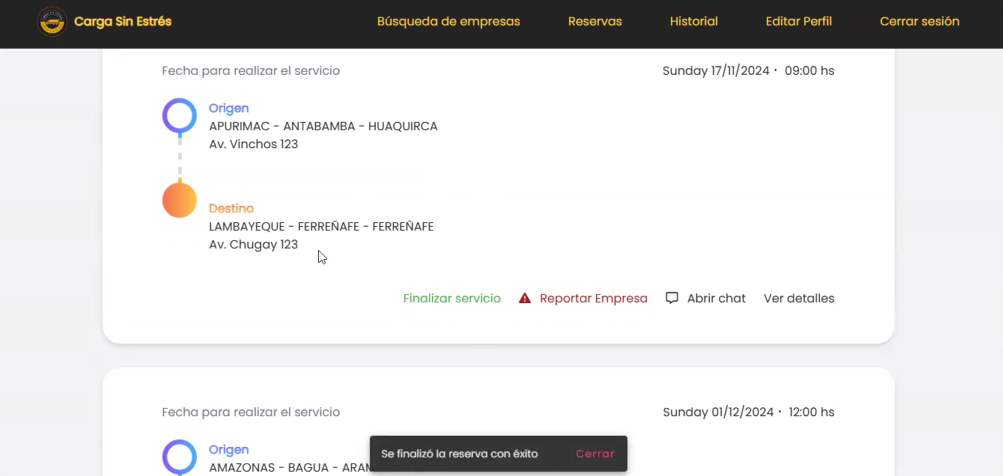 Carga Sin Estrés Búsqueda de empresas Reservas Historial Editar Perfil Cerrar sesión
Fecha para realizar el servicio Sunday 17/11/2024 · 09:00 hs
Origen
APURIMAC - ANTABAMBA - HUAQUIRCA
Av. Vinchos 123
Destino
LAMBAYEQUE - FERREÑAFE - FERREÑAFE
Av. Chugay 123
Finalizar servicio Reportar Empresa Abrir chat Ver detalles
Fecha para realizar el servicio Sunday 01/12/2024 · 12:00 hs
Origen
AMAZONAS - BAGUA -
Se finalizó la reserva con éxito Cerrar